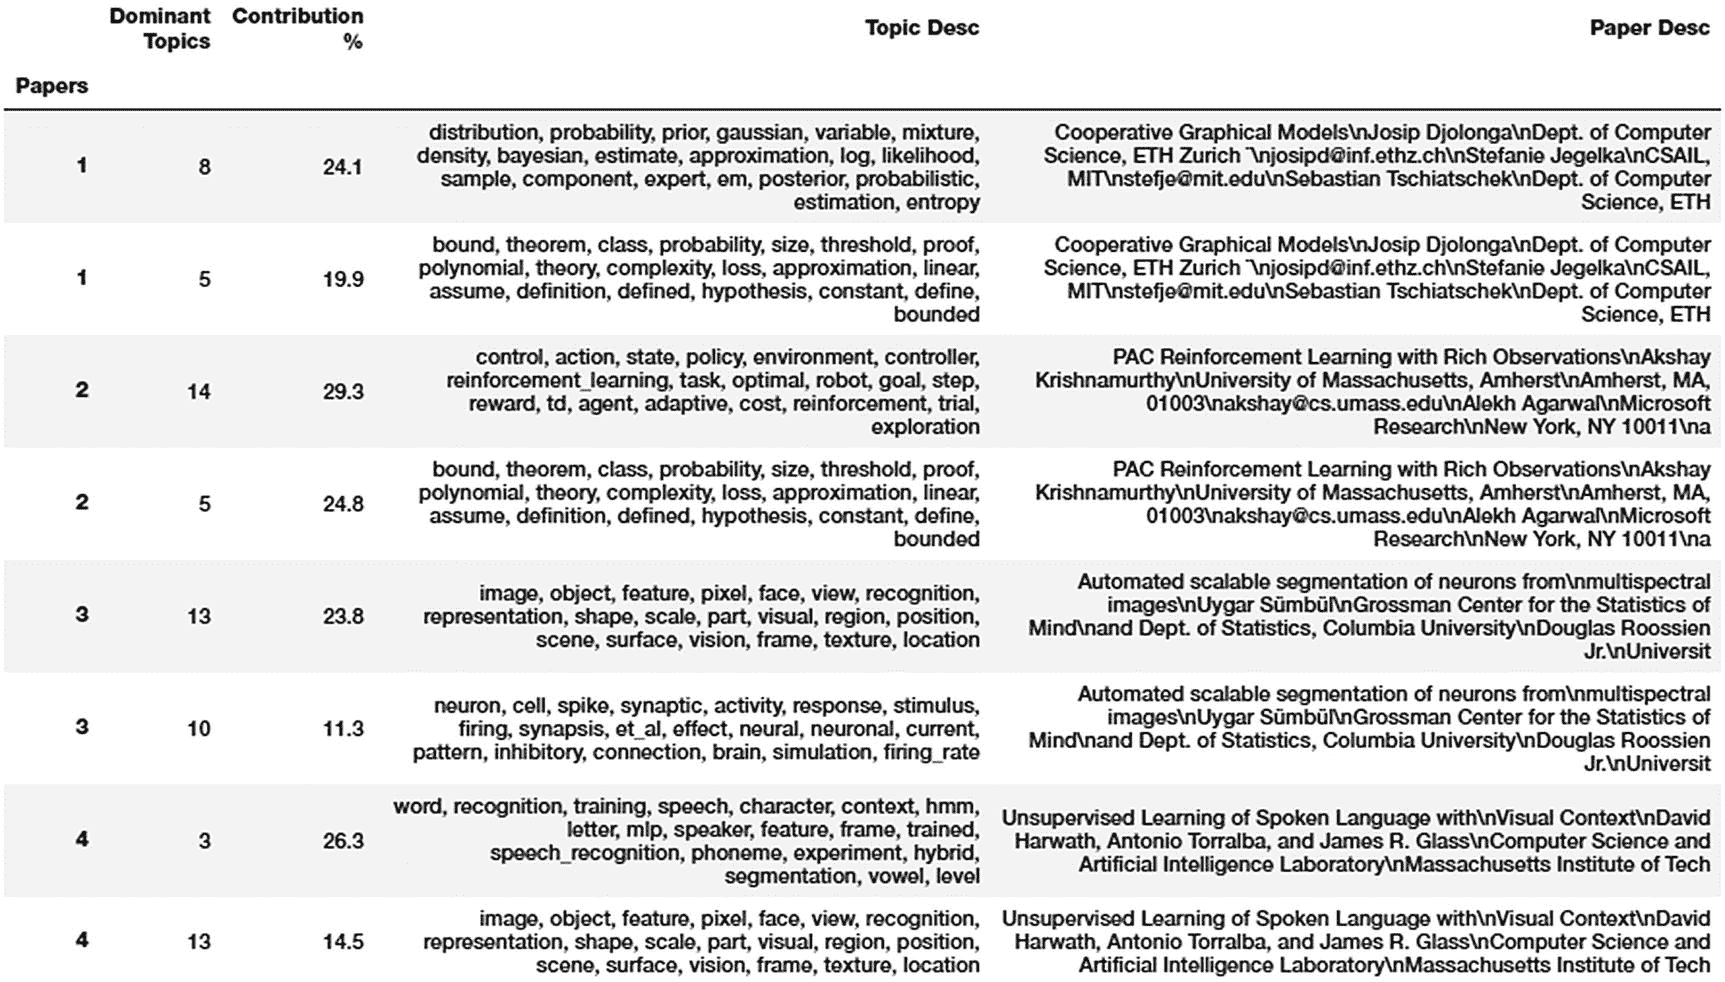 Dominant Topics
Contribution %
Topic Desc
Paper Desc
Papers
1
8
24.1
distribution, probability, prior, gaussian, variable, mixture,
density, bayesian, estimate, approximation, log, likelihood,
sample, component, expert, em, posterior, probabilistic,
estimation, entropy
Cooperative Graphical Models\nJosip Djolonga\nDept. of Computer
Science, ETH Zurich ¨\njosipd@inf.ethz.ch\nStefanie Jegelka\nCSAIL,
MIT\nstefje@mit.edu\nSebastian Tschiatschek\nDept. of Computer
Science, ETH
1
5
19.9
bound, theorem, class, probability, size, threshold, proof,
polynomial, theory, complexity, loss, approximation, linear,
assume, definition, defined, hypothesis, constant, define,
bounded
Cooperative Graphical Models\nJosip Djolonga\nDept. of Computer
Science, ETH Zurich ¨\njosipd@inf.ethz.ch\nStefanie Jegelka\nCSAIL,
MIT\nstefje@mit.edu\nSebastian Tschiatschek\nDept. of Computer
Science, ETH
2
14
29.3
control, action, state, policy, environment, controller,
reinforcement_learning, task, optimal, robot, goal, step,
reward, td, agent, adaptive, cost, reinforcement, trial,
exploration
PAC Reinforcement Learning with Rich Observations\nAkshay
Krishnamurthy\nUniversity of Massachusetts, Amherst\nAmherst, MA,
01003\nakshay@cs.umass.edu\nAlekh Agarwal\nMicrosoft
Research\nNew York, NY 10011\na
2
5
24.8
bound, theorem, class, probability, size, threshold, proof,
polynomial, theory, complexity, loss, approximation, linear,
assume, definition, defined, hypothesis, constant, define,
bounded
PAC Reinforcement Learning with Rich Observations\nAkshay
Krishnamurthy\nUniversity of Massachusetts, Amherst\nAmherst, MA,
01003\nakshay@cs.umass.edu\nAlekh Agarwal\nMicrosoft
Research\nNew York, NY 10011\na
3
13
23.8
image, object, feature, pixel, face, view, recognition,
representation, shape, scale, part, visual, region, position,
scene, surface, vision, frame, texture, location
Automated scalable segmentation of neurons from\nmultispectral
images\nUygar Sümbül\nGrossman Center for the Statistics of
Mind\nand Dept. of Statistics, Columbia University\nDouglas Roossien
Jr.\nUniversit
3
10
11.3
neuron, cell, spike, synaptic, activity, response, stimulus,
firing, synapsis, et_al, effect, neural, neuronal, current,
pattern, inhibitory, connection, brain, simulation, firing_rate
Automated scalable segmentation of neurons from\nmultispectral
images\nUygar Sümbül\nGrossman Center for the Statistics of
Mind\nand Dept. of Statistics, Columbia University\nDouglas Roossien
Jr.\nUniversit
4
3
26.3
word, recognition, training, speech, character, context, hmm,
letter, mlp, speaker, feature, frame, trained,
speech_recognition, phoneme, experiment, hybrid,
segmentation, vowel, level
Unsupervised Learning of Spoken Language with\nVisual Context\nDavid
Harwath, Antonio Torralba, and James R. Glass\nComputer Science and
Artificial Intelligence Laboratory\nMassachusetts Institute of Tech
4
13
14.5
image, object, feature, pixel, face, view, recognition,
representation, shape, scale, part, visual, region, position,
scene, surface, vision, frame, texture, location
Unsupervised Learning of Spoken Language with\nVisual Context\nDavid
Harwath, Antonio Torralba, and James R. Glass\nComputer Science and
Artificial Intelligence Laboratory\nMassachusetts Institute of Tech